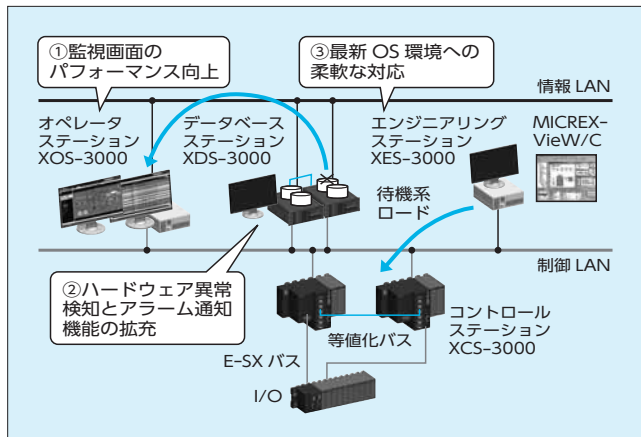 ①監視画面の
パフォーマンス向上
③最新 OS 環境への
柔軟な対応
情報 LAN
オペレータ
ステーション
XOS–3000
データベース
ステーション
XDS–3000
エンジニアリング
ステーション
XES–3000
MICREX–
VieW/C
待機系
ロード
制御 LAN
②ハードウェア異常
検知とアラーム通知
機能の拡充
コントロール
ステーション
XCS–3000
等値化バス
E–SX バス
I/O